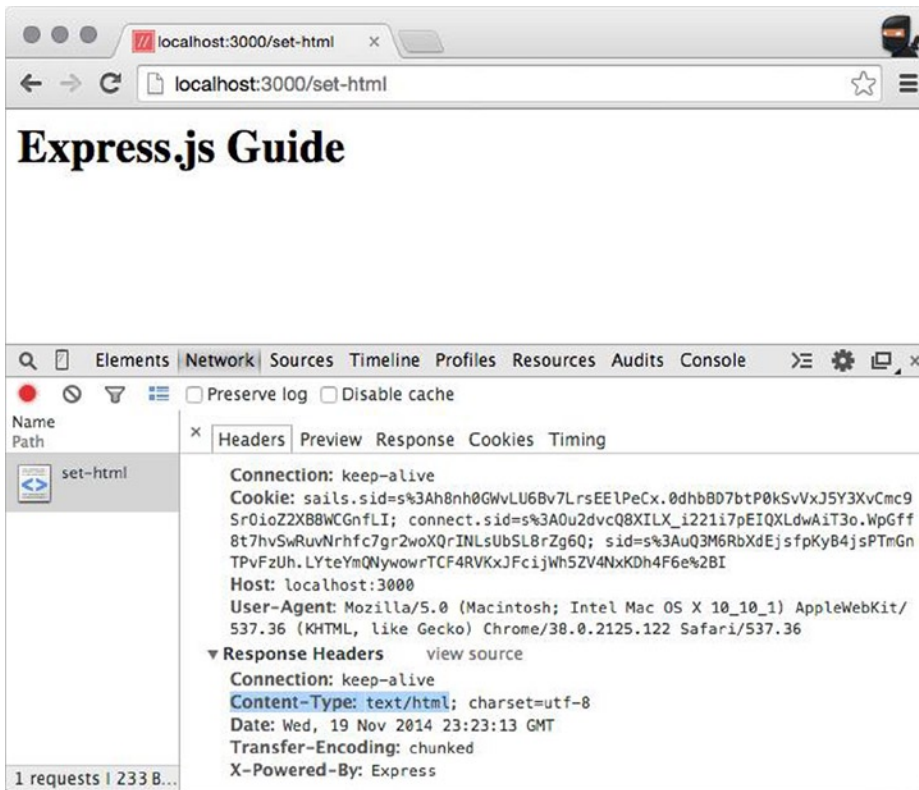 localhost:3000/set-html
localhost:3000/set-html
Express.js Guide
Elements Network Sources Timeline Profiles Resources Audits Console
Preserve log Disable cache
Name
Path
Headers Preview Response Cookies Timing
set-html
Connection: keep-alive
Cookie: sails.sid=s%3Ah8nh0GWvLU6Bv7LrsEElPeCx.0dhbBD7btP0kSvVxJ5Y3XvCmc9
SrOioZ2XB8WCGnfLI; connect.sid=s%3AOu2dvcQ8XILX_i221i7pEIQXLdwAiT3o.WpGff
8t7hvSwRuvNrhfc7gr2woXQrINLsUbSL8rZg6Q; sid=s%3AuQ3M6RbXdEjsfpKyB4jsPTmGn
TPvFzUh.LYteYmQNywowrTCF4RVKxJFcijWh5ZV4NxKDh4F6e%2BI
Host: localhost:3000
User-Agent: Mozilla/5.0 (Macintosh; Intel Mac OS X 10_10_1) AppleWebKit/
537.36 (KHTML, like Gecko) Chrome/38.0.2125.122 Safari/537.36
Response Headers view source
Connection: keep-alive
Content-Type: text/html; charset=utf-8
Date: Wed, 19 Nov 2014 23:23:13 GMT
Transfer-Encoding: chunked
X-Powered-By: Express
1 requests | 233 B...